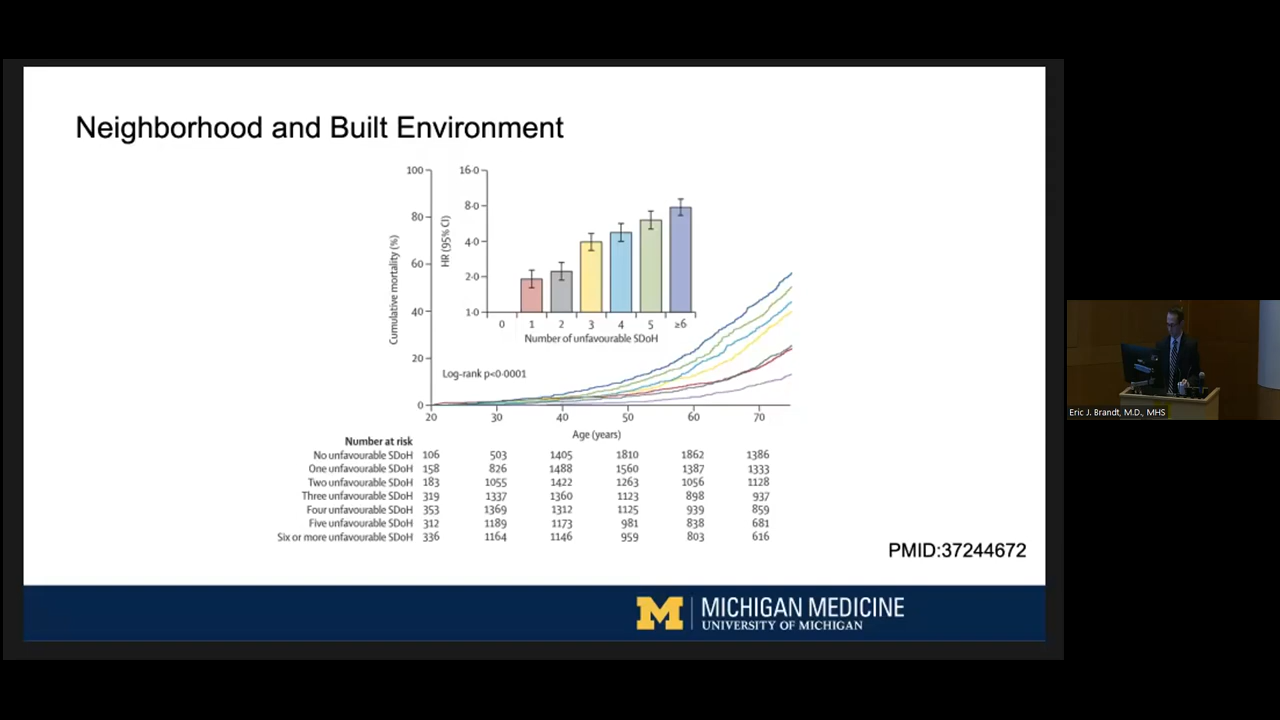 Neighborhood and Built Environment
100
80
60
40
20
0
Cumulative mortality (%)
16·0
8·0
4·0
2·0
1·0
HR (95% CI)
0 1 2 3 4 5 ≥6
Number of unfavourable SDoH
Log-rank p<0·0001
20 30 40 50 60 70
Age (years)
Number at risk
No unfavourable SDoH 106 503 1405 1810 1862 1386
One unfavourable SDoH 158 826 1488 1560 1387 1333
Two unfavourable SDoH 183 1055 1422 1263 1056 1128
Three unfavourable SDoH 319 1337 1360 1123 898 937
Four unfavourable SDoH 353 1369 1312 1125 939 859
Five unfavourable SDoH 312 1189 1173 981 838 681
Six or more unfavourable SDoH 336 1164 1146 959 803 616
PMID:37244672
M MICHIGAN MEDICINE
UNIVERSITY OF MICHIGAN
Eric J. Brandt, M.D., MHS